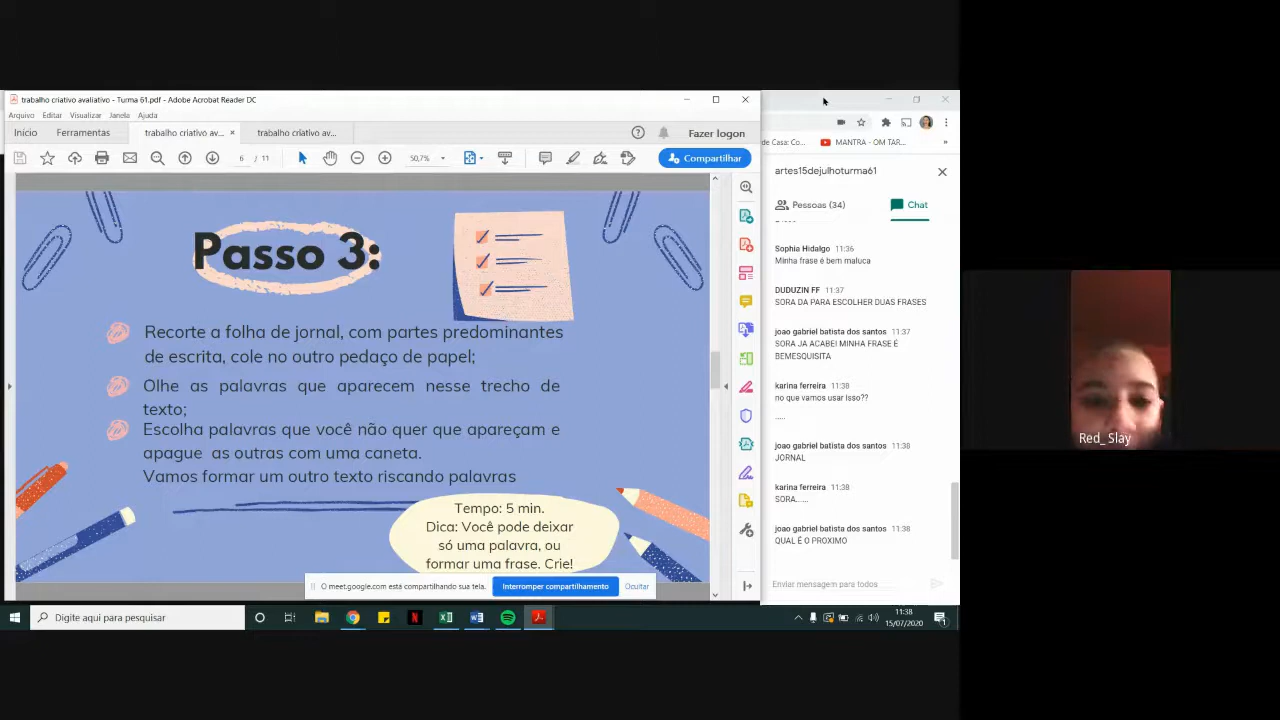 trabalho criativo avaliativo - Turma 61.pdf - Adobe Acrobat Reader DC
Arquivo Editar Visualizar Janela Ajuda
Início Ferramentas trabalho criativo av... × trabalho criativo av... Fazer logon
6 / 11 50,7% Compartilhar
Passo 3:
Recorte a folha de jornal, com partes predominantes
de escrita, cole no outro pedaço de papel;
Olhe as palavras que aparecem nesse trecho de
texto;
Escolha palavras que você não quer que apareçam e
apague as outras com uma caneta.
Vamos formar um outro texto riscando palavras
Tempo: 5 min.
Dica: Você pode deixar
só uma palavra, ou
formar uma frase. Crie!
O meet.google.com está compartilhando sua tela. Interromper compartilhamento Ocultar
de Casa: Co... MANTRA - OM TAR... »
artes15dejulhoturma61
Pessoas (34) Chat
Sophia Hidalgo 11:36
Minha frase é bem maluca
DUDUZIN FF 11:37
SORA DA PARA ESCOLHER DUAS FRASES
joao gabriel batista dos santos 11:37
SORA JA ACABEI MINHA FRASE É
BEMESQUISITA
karina ferreira 11:38
no que vamos usar isso??
.....
joao gabriel batista dos santos 11:38
JORNAL
karina ferreira 11:38
SORA......
joao gabriel batista dos santos 11:38
QUAL É O PROXIMO
Enviar mensagem para todos
Red_ Slay
Digite aqui para pesquisar
11:38
15/07/2020